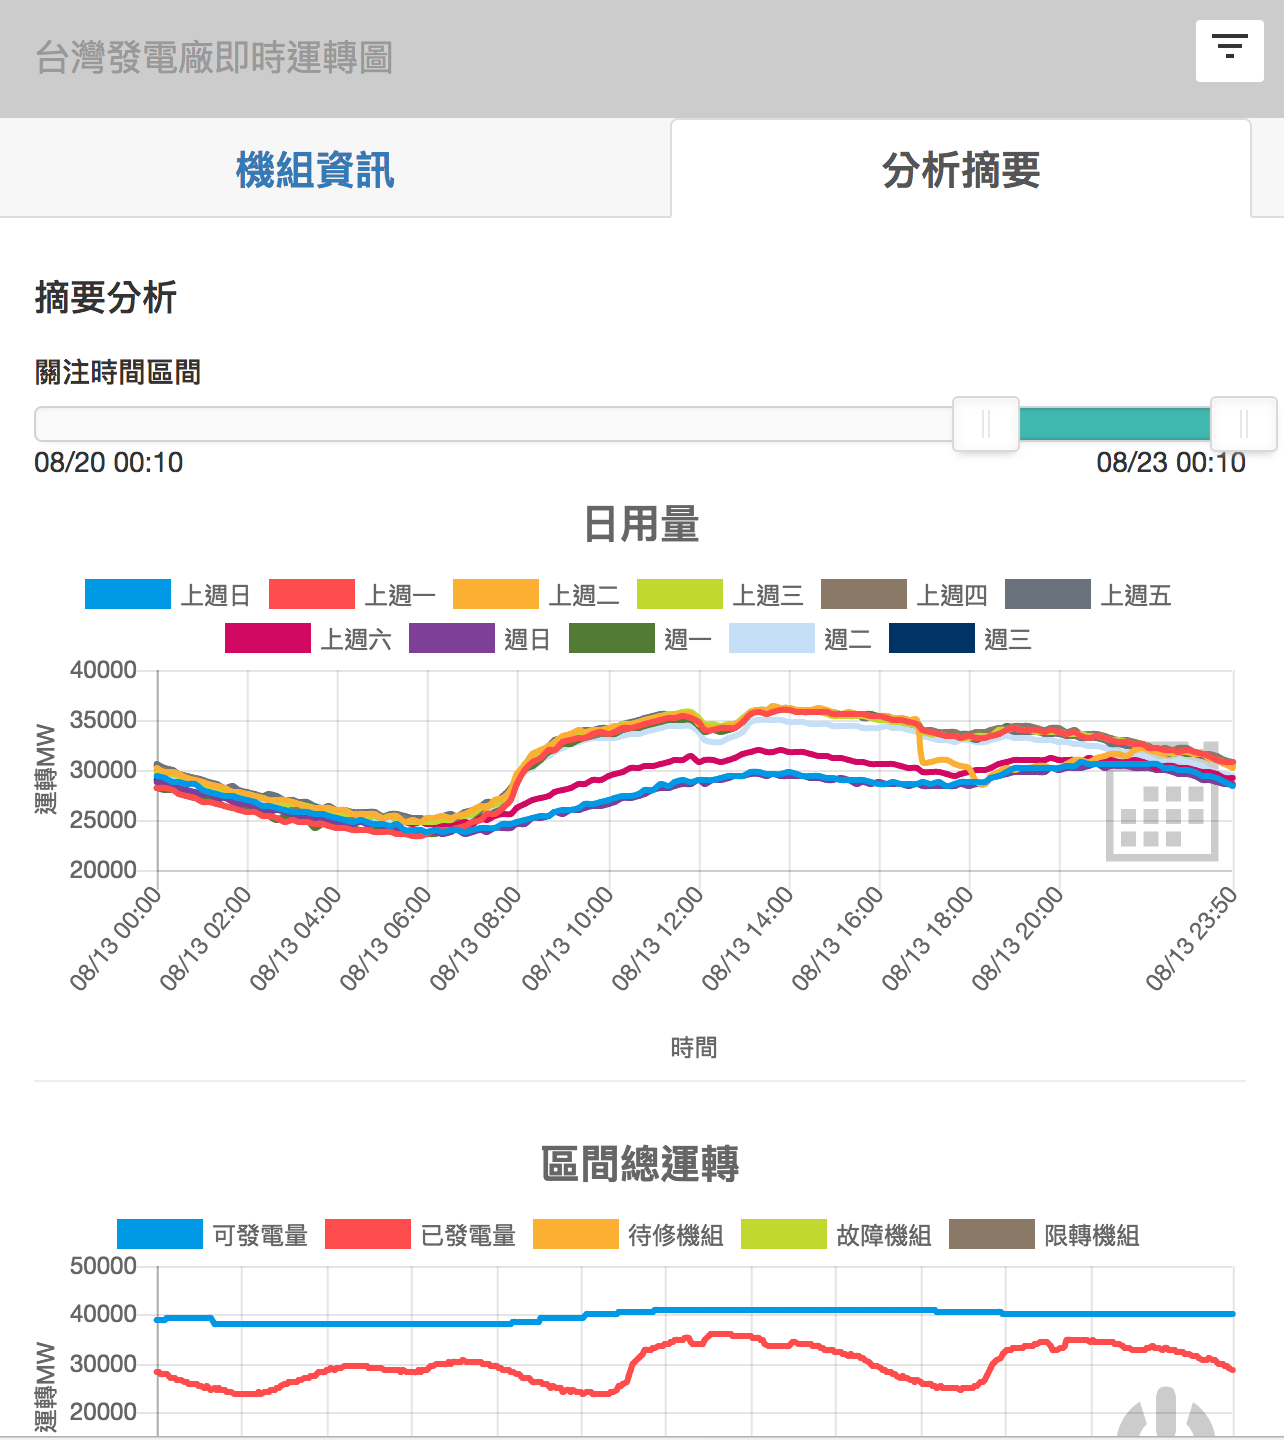 台灣發電廠即時運轉圖
機組資訊
分析摘要
摘要分析
關注時間區間
08/20 00:10
08/23 00:10
日用量
上週日 上週一 上週二 上週三 上週四 上週五
上週六 週日 週一 週二 週三
運轉MW
40000
35000
30000
25000
20000
08/13 00:00
08/13 02:00
08/13 04:00
08/13 06:00
08/13 08:00
08/13 10:00
08/13 12:00
08/13 14:00
08/13 16:00
08/13 18:00
08/13 20:00
08/13 23:50
時間
區間總運轉
可發電量 已發電量 待修機組 故障機組 限轉機組
運轉MW
50000
40000
30000
20000